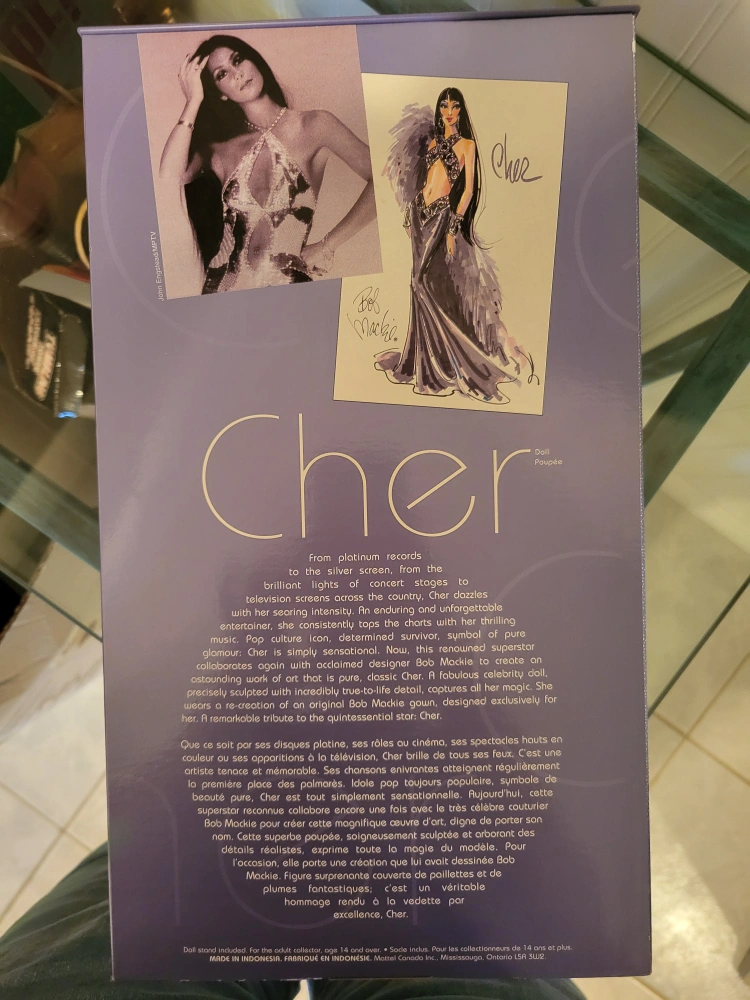 John Engstead/MPTV
Cher
Bob
Mackie.
Cher
Doll
Poupée
From platinum records
to the silver screen, from the
brilliant lights of concert stages to
television screens across the country, Cher dazzles
with her searing intensity. An enduring and unforgettable
entertainer, she consistently tops the charts with her thrilling
music. Pop culture icon, determined survivor, symbol of pure
glamour: Cher is simply sensational. Now, this renowned superstar
collaborates again with acclaimed designer Bob Mackie to create an
astounding work of art that is pure, classic Cher. A fabulous celebrity doll,
precisely sculpted with incredibly true-to-life detail, captures all her magic. She
wears a re-creation of an original Bob Mackie gown, designed exclusively for
her. A remarkable tribute to the quintessential star: Cher.
Que ce soit par ses disques platine, ses rôles au cinéma, ses spectacles hauts en
couleur ou ses apparitions à la télévision, Cher brille de tous ses feux. C'est une
artiste tenace et mémorable. Ses chansons enivrantes atteignent régulièrement
la première place des palmarès. Idole pop toujours populaire, symbole de
beauté pure, Cher est tout simplement sensationnelle. Aujourd'hui, cette
superstar reconnue collabore encore une fois avec le très célèbre couturier
Bob Mackie pour créer cette magnifique œuvre d'art, digne de porter son
nom. Cette superbe poupée, soigneusement sculptée et arborant des
détails réalistes, exprime toute la magie du modèle. Pour
l'occasion, elle porte une création que lui avait dessinée Bob
Mackie. Figure surprenante couverte de paillettes et de
plumes fantastiques; c'est un véritable
hommage rendu à la vedette par
excellence, Cher.
Doll stand included. For the adult collector, age 14 and over. • Socle inclus. Pour les collectionneurs de 14 ans et plus.
MADE IN INDONESIA. FABRIQUÉ EN INDONÉSIE. Mattel Canada Inc., Mississauga, Ontario L5R 3W2.